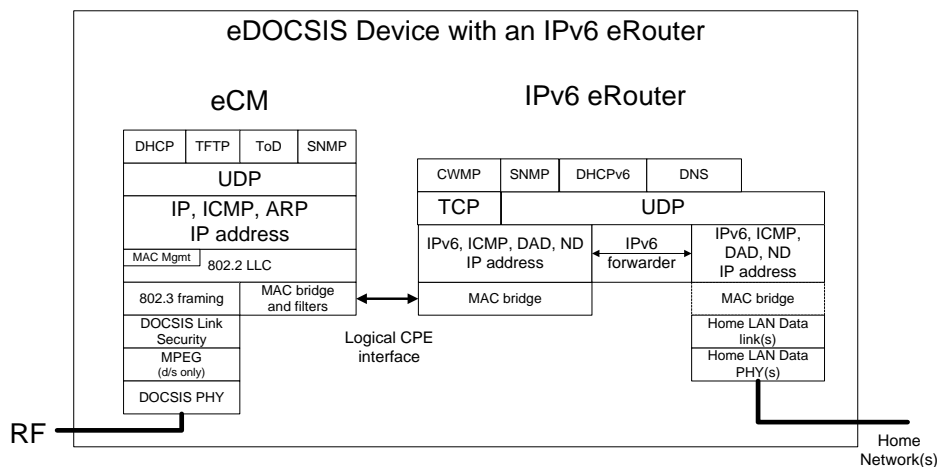 eDOCSIS Device with an IPv6 eRouter
eCM
IPv6 eRouter
DHCP
TFTP
ToD
SNMP
UDP
IP, ICMP, ARP
IP address
MAC Mgmt
802.2 LLC
802.3 framing
MAC bridge
and filters
DOCSIS Link
Security
MPEG
(d/s only)
DOCSIS PHY
RF
Logical CPE
interface
CWMP
SNMP
DHCPv6
DNS
TCP
UDP
IPv6, ICMP, DAD, ND
IP address
IPv6
forwarder
IPv6, ICMP,
DAD, ND
IP address
MAC bridge
MAC bridge
Home LAN Data
link(s)
Home LAN Data
PHY(s)
Home
Network(s)